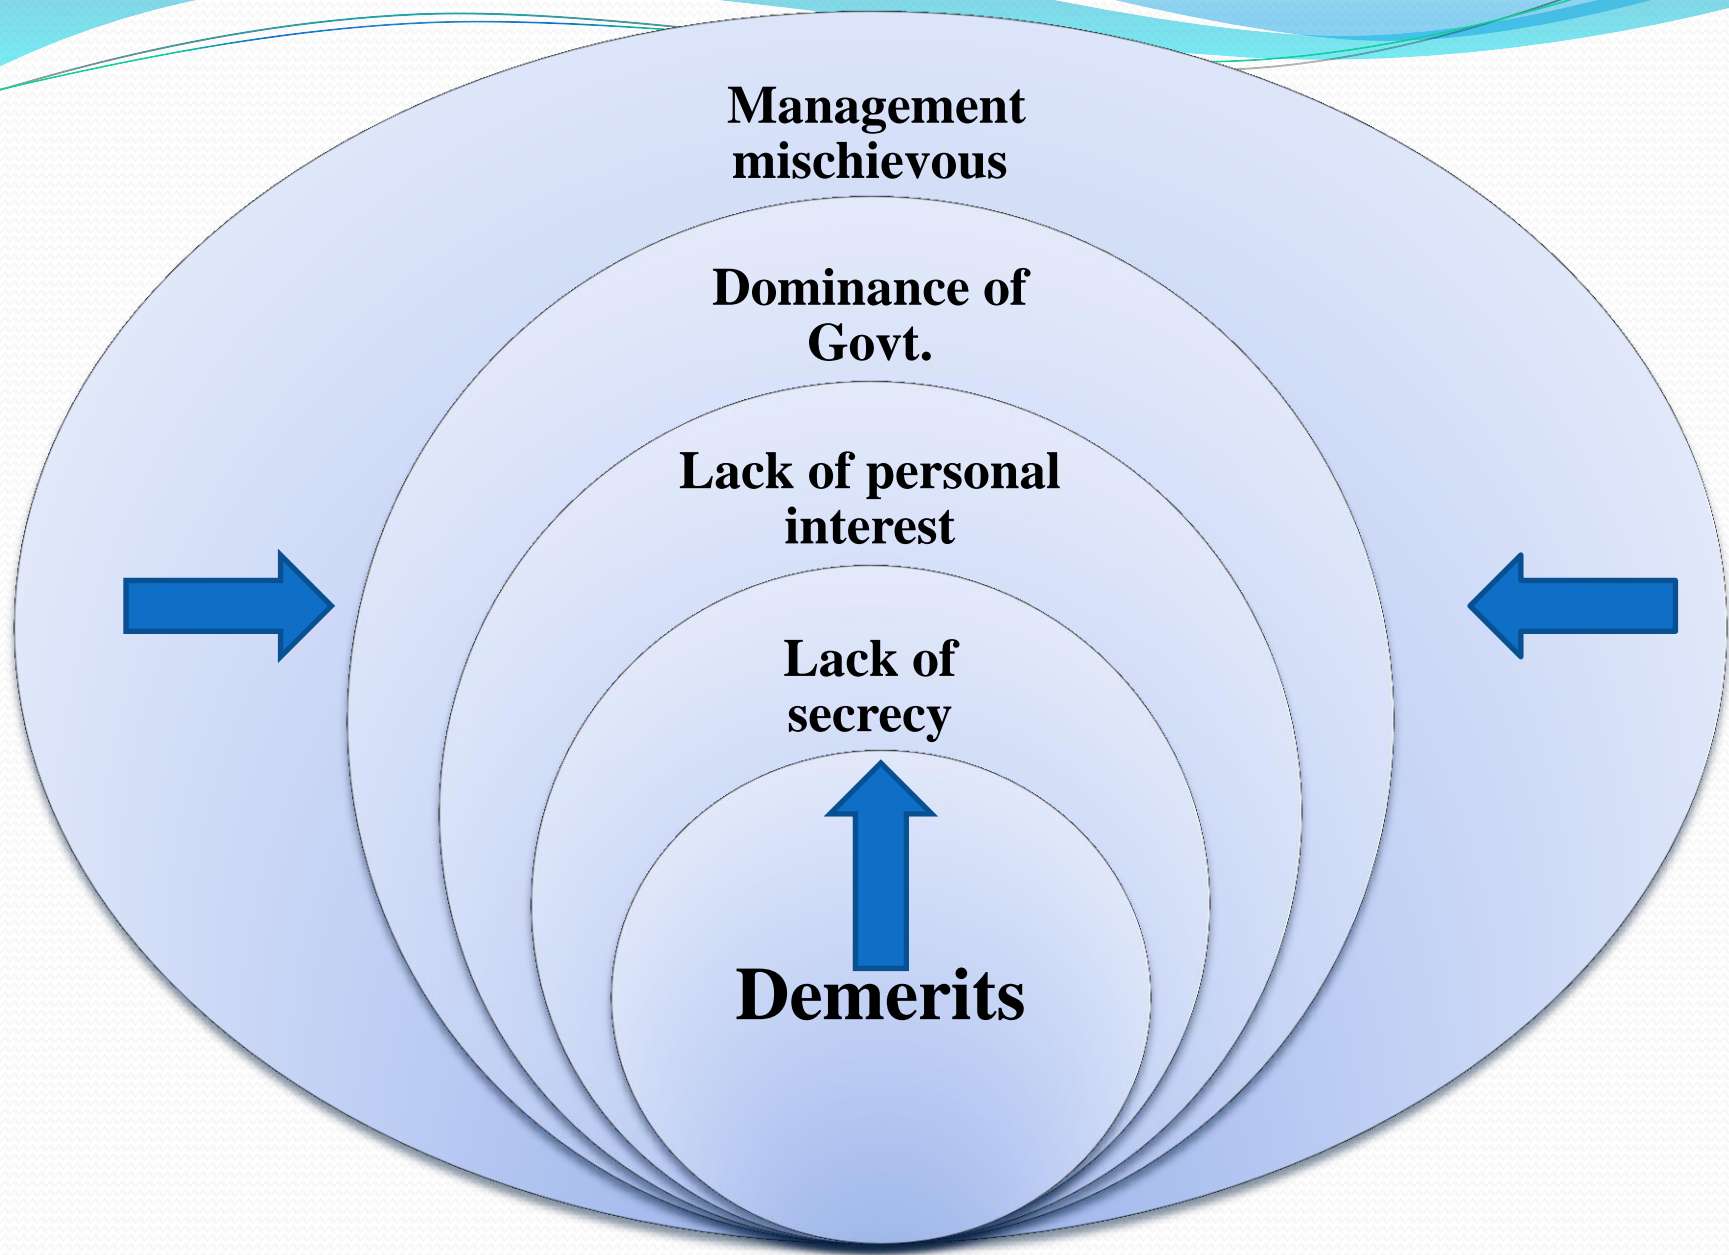 Management
mischievous
Dominance of
Govt.
Lack of personal
interest
Lack of
secrecy
Demerits